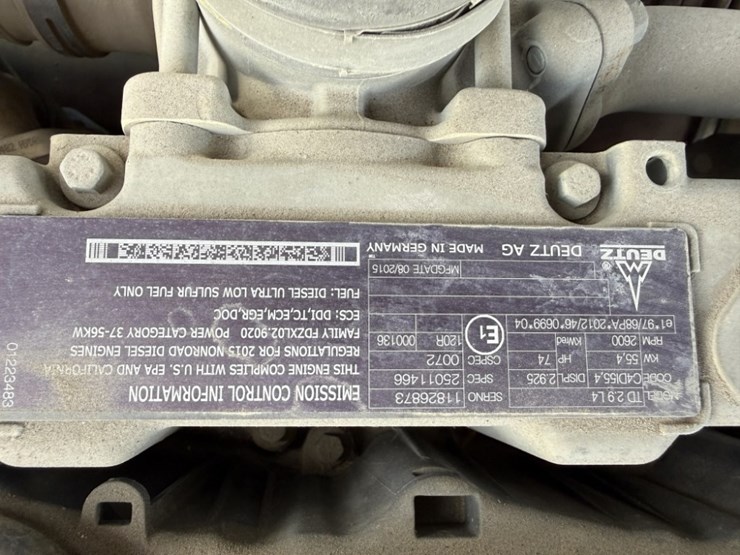 MODEL TD 2.9 L4
CODE C4DI55,4 DISPL 2.925
KW 55,4 HP 74
RPM 2600 kWred
e1*97/68PA*2012/46*0699*04
SERNO 11826873
SPEC 25011466
CSPEC 0072
E1 120R 000136
MFGDATE 08/2015
DEUTZ ®
DEUTZ AG MADE IN GERMANY
EMISSION CONTROL INFORMATION
THIS ENGINE COMPLIES WITH U.S. EPA AND CALIFORNIA
REGULATIONS FOR 2015 NONROAD DIESEL ENGINES
FAMILY FDZXL02.9020 POWER CATEGORY 37-56KW
ECS: DDI,TC,ECM,EGR,DOC
FUEL: DIESEL ULTRA LOW SULFUR FUEL ONLY
01223483